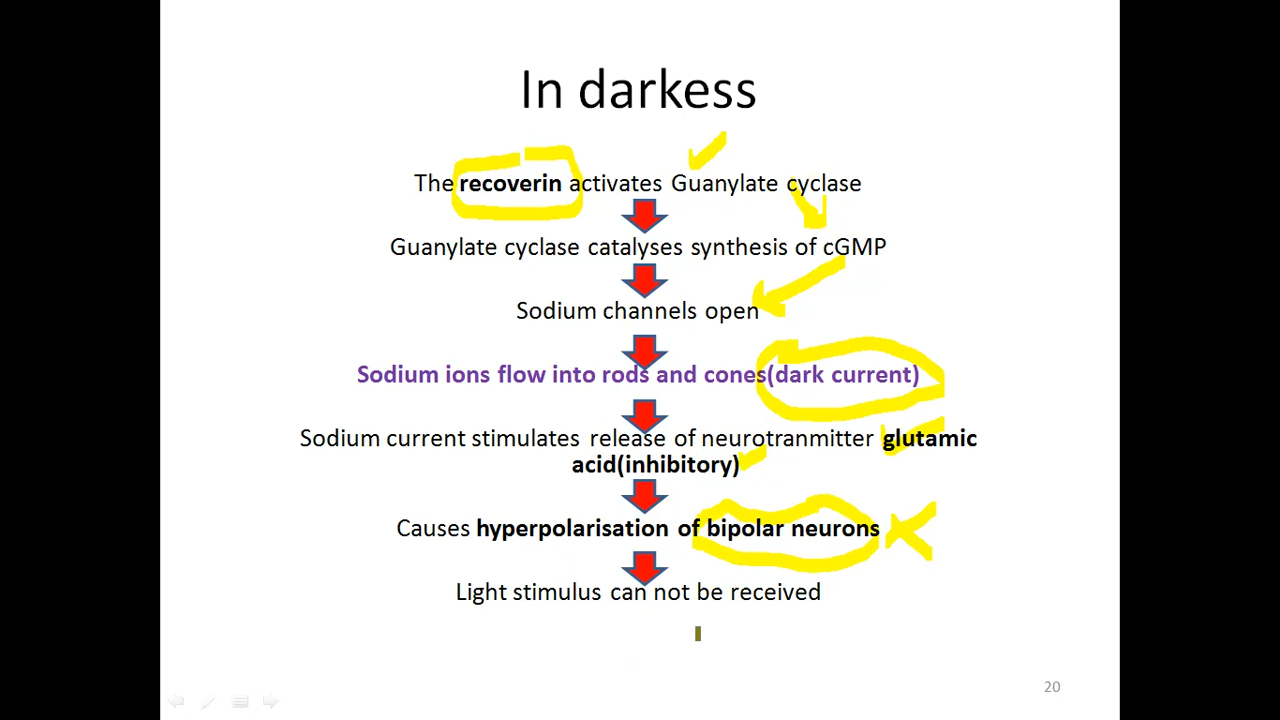 In darkess
The recoverin activates Guanylate cyclase
Guanylate cyclase catalyses synthesis of cGMP
Sodium channels open
Sodium ions flow into rods and cones(dark current)
Sodium current stimulates release of neurotranmitter glutamic
acid(inhibitory)
Causes hyperpolarisation of bipolar neurons
Light stimulus can not be received
20